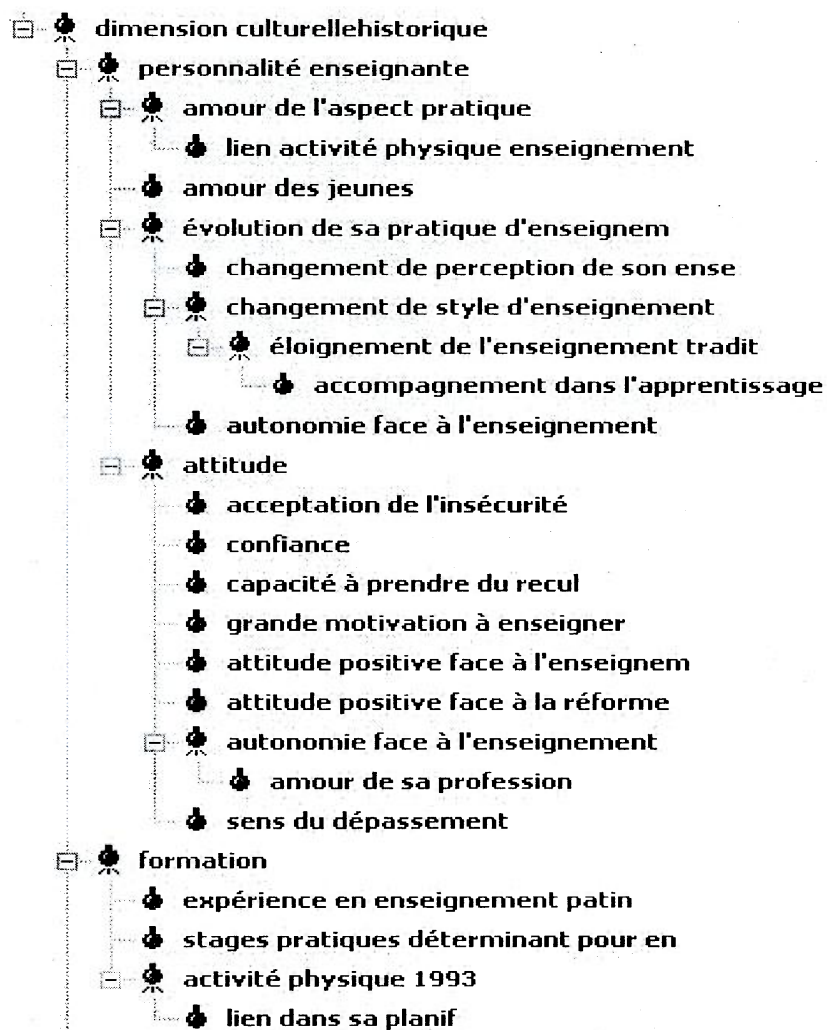 dimension culturellehistorique
personnalité enseignante
amour de l'aspect pratique
lien activité physique enseignement
amour des jeunes
évolution de sa pratique d'enseignem
changement de perception de son ense
changement de style d'enseignement
éloignement de l'enseignement tradit
accompagnement dans l'apprentissage
autonomie face à l'enseignement
attitude
acceptation de l'insécurité
confiance
capacité à prendre du recul
grande motivation à enseigner
attitude positive face à l'enseignem
attitude positive face à la réforme
autonomie face à l'enseignement
amour de sa profession
sens du dépassement
formation
expérience en enseignement patin
stages pratiques déterminant pour en
activité physique 1993
lien dans sa planif